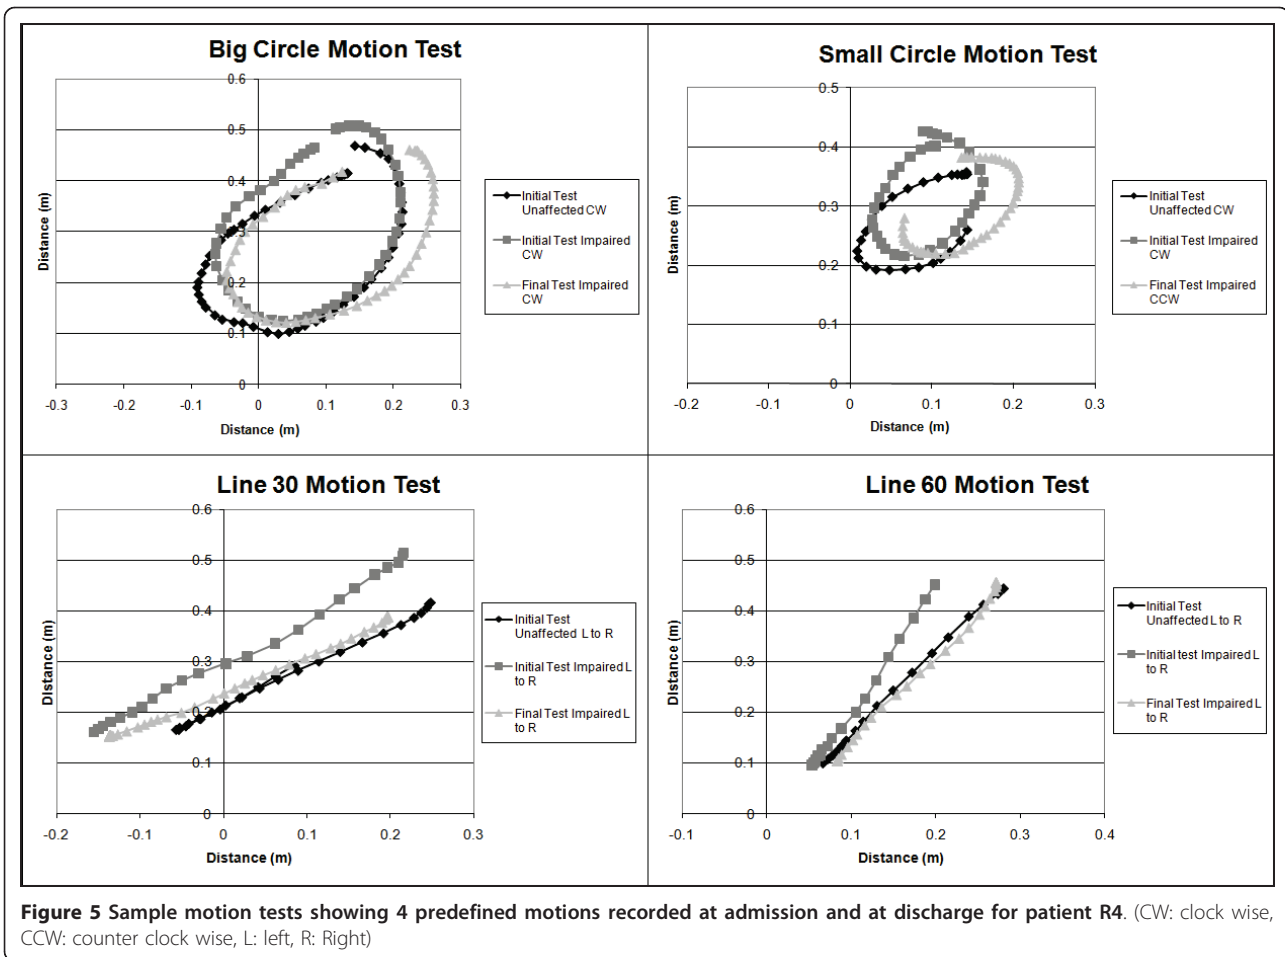 Big Circle Motion Test
0.6
0.5
0.4
0.3
0.2
0.1
0
-0.3
-0.2
-0.1
0
0.1
0.2
0.3
Distance (m)
Distance (m)
Initial Test
Unaffected CW
Initial Test Impaired
CW
Final Test Impaired
CW
Small Circle Motion Test
0.5
0.4
0.3
0.2
0.1
0
-0.2
-0.1
0
0.1
0.2
0.3
Distance (m)
Distance (m)
Initial Test
Unaffected CW
Initial Test Impaired
CW
Final Test Impaired
CCW
Line 30 Motion Test
0.6
0.5
0.4
0.3
0.2
0.1
0
-0.2
-0.1
0
0.1
0.2
0.3
Distance (m)
Distance (m)
Initial Test
Unaffected L to R
Initial Test Impaired L
to R
Final Test Impaired L
to R
Line 60 Motion Test
0.6
0.5
0.4
0.3
0.2
0.1
0
-0.1
0
0.1
0.2
0.3
0.4
Distance (m)
Distance (m)
Initial Test
Unaffected L to R
Initial test Impaired L
to R
Final Test Impaired L
to R
Figure 5 Sample motion tests showing 4 predefined motions recorded at admission and at discharge for patient R4. (CW: clock wise,
CCW: counter clock wise, L: left, R: Right)